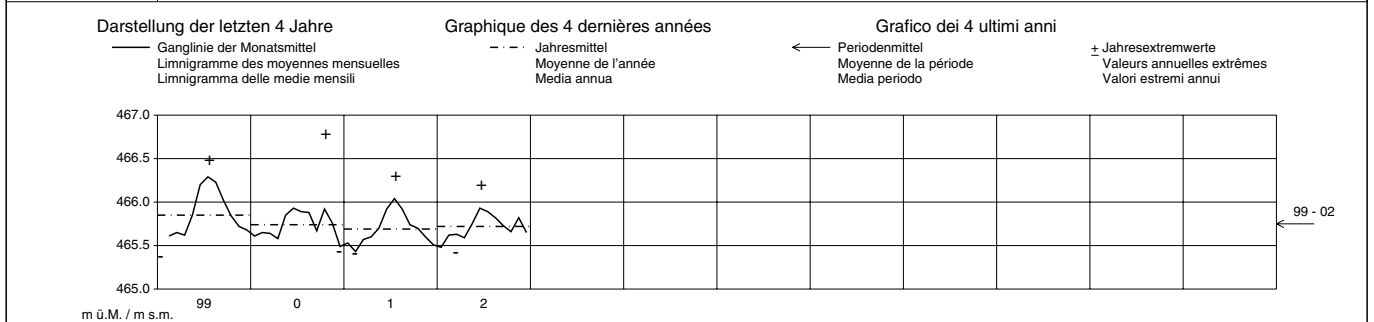 Darstellung der letzten 4 Jahre Graphique des 4 dernières années Grafico dei 4 ultimi anni
Ganglinie der Monatsmittel Jahresmittel Periodenmittel ± Jahresextremwerte
Limnigramme des moyennes mensuelles Moyenne de l'année Moyenne de la période Valeurs annuelles extrêmes
Limnigramma delle medie mensili Media annua Media periodo Valori estremi annui
467.0
466.5
466.0
465.5
465.0
99 - 02
99 0 1 2
m ü.M. / m s.m.